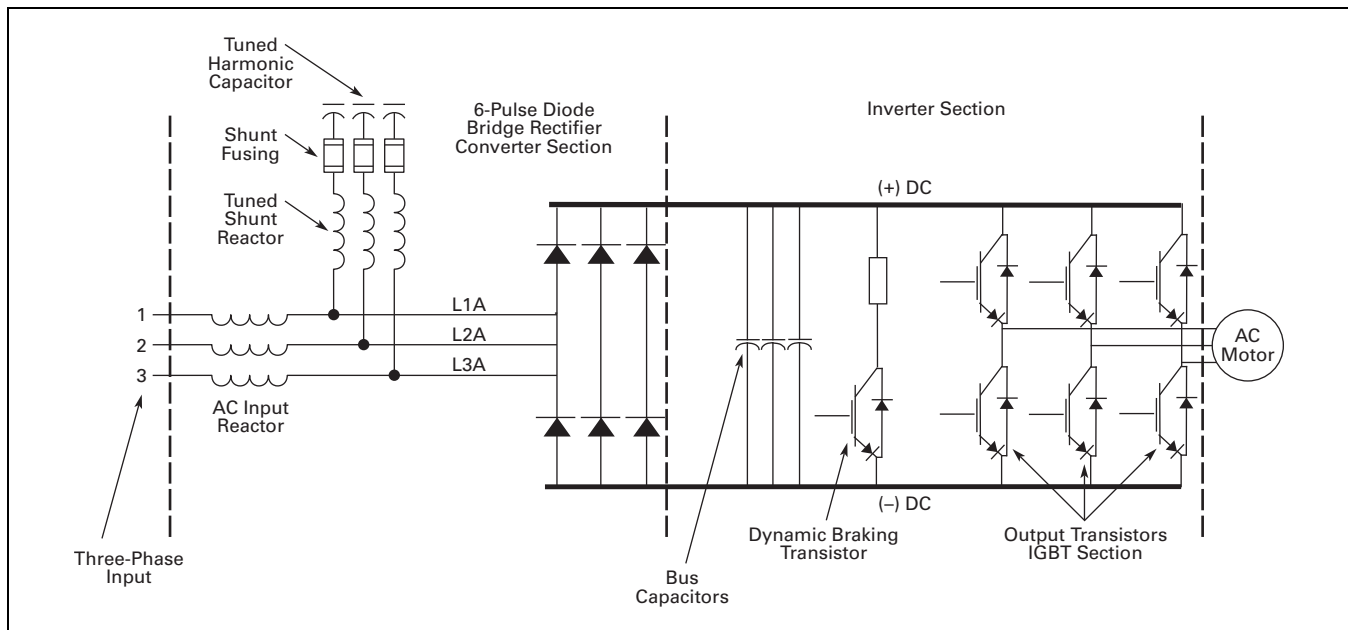 Tuned
Harmonic
Capacitor
6-Pulse Diode
Bridge Rectifier
Converter Section
Inverter Section
Shunt
Fusing
(+) DC
Tuned
Shunt
Reactor
1
L1A
2
L2A
3
L3A
AC
Motor
AC Input
Reactor
(–) DC
Three-Phase
Input
Bus
Capacitors
Dynamic Braking
Transistor
Output Transistors
IGBT Section